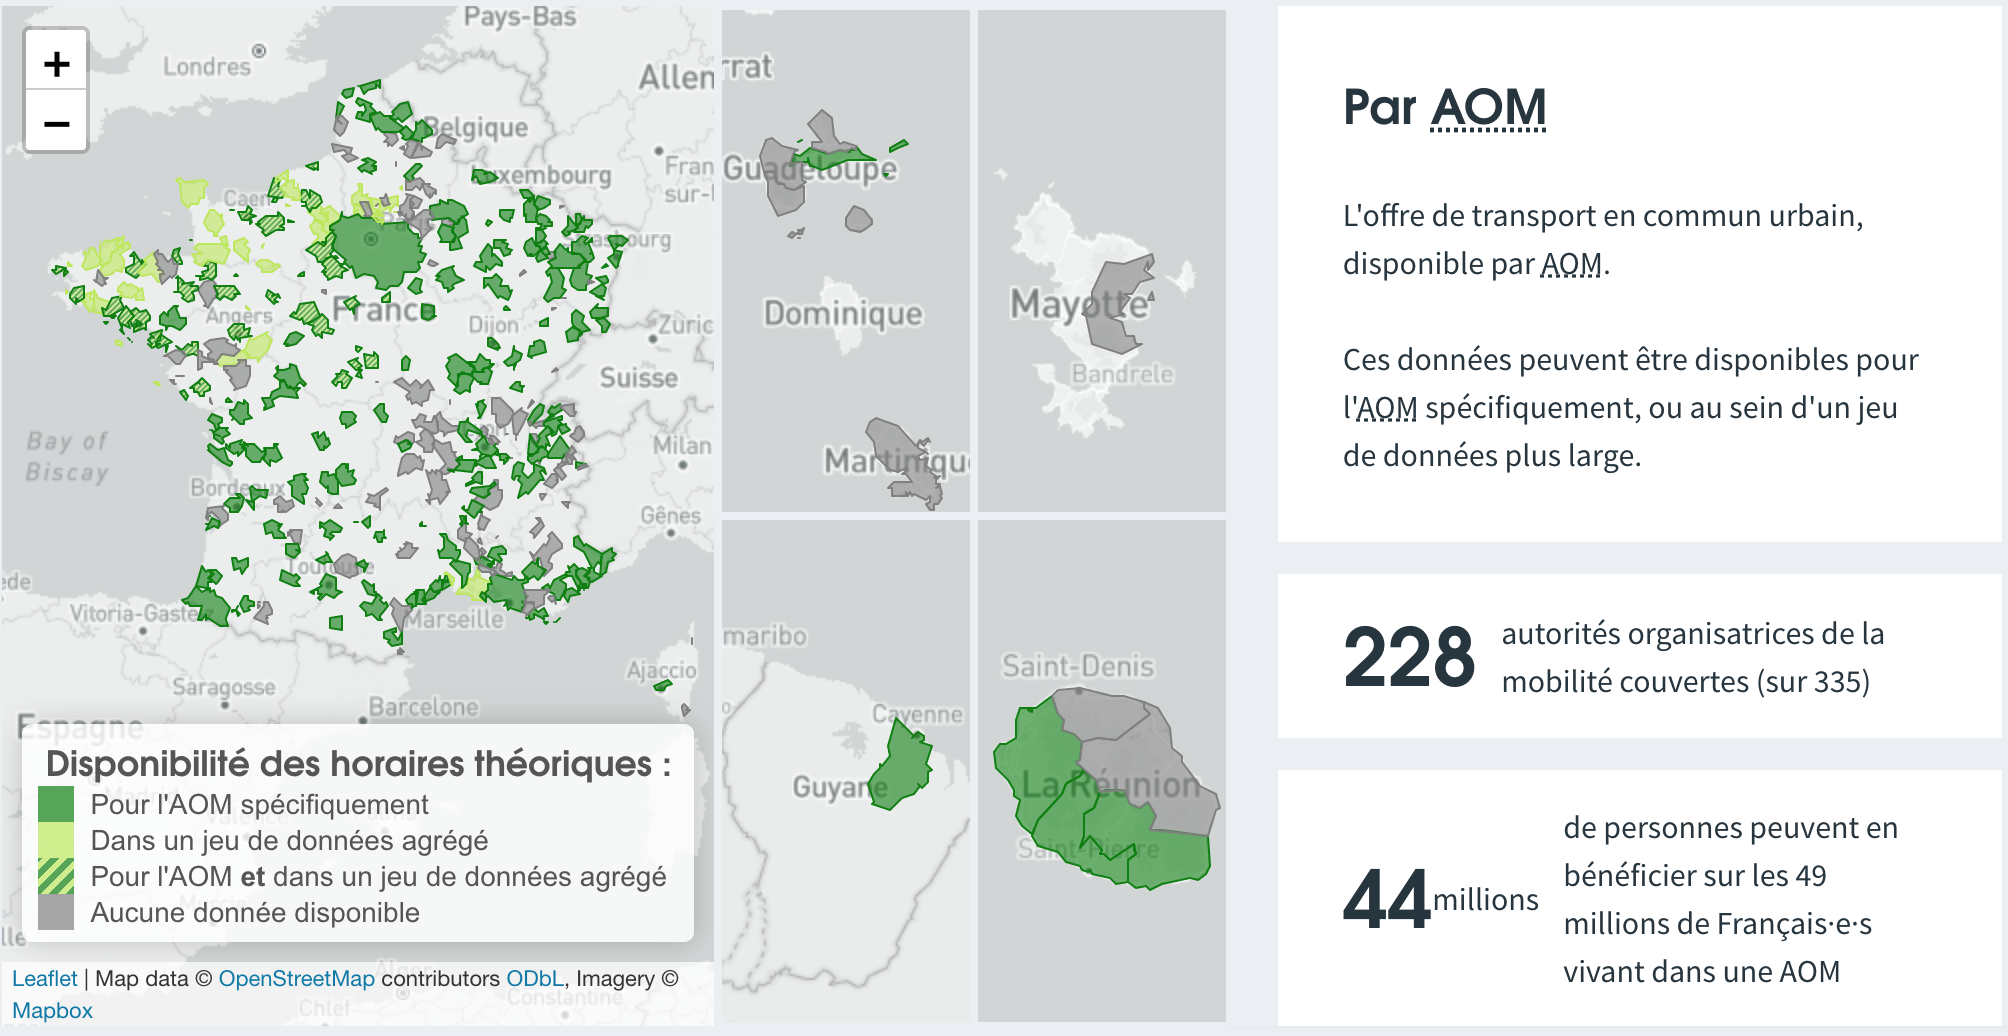 +
−
Pays-Bas
Londres
Allen
Belgique
Fran
sur-l
Luxembourg
Caen
Strasbourg
France
Angers
Dijon
Züric
Suisse
Bay of
Biscay
Milan
Bordeaux
Gênes
Toulouse
Vitoria-Gasteiz
Marseille
Ajaccio
Saragosse
Barcelone
Espagne
Disponibilité des horaires théoriques :
Pour l'AOM spécifiquement
Dans un jeu de données agrégé
Pour l'AOM et dans un jeu de données agrégé
Aucune donnée disponible
Leaflet | Map data © OpenStreetMap contributors ODbL, Imagery ©
Mapbox
Chlef
Constantine
rrat
Guadeloupe
Dominique
Martinique
Mayotte
Bandrele
maribo
Cayenne
Guyane
Saint-Denis
La Réunion
Saint-Pierre
Par AOM
L'offre de transport en commun urbain,
disponible par AOM.
Ces données peuvent être disponibles pour
l'AOM spécifiquement, ou au sein d'un jeu
de données plus large.
228
autorités organisatrices de la
mobilité couvertes (sur 335)
44 millions
de personnes peuvent en
bénéficier sur les 49
millions de Français·e·s
vivant dans une AOM